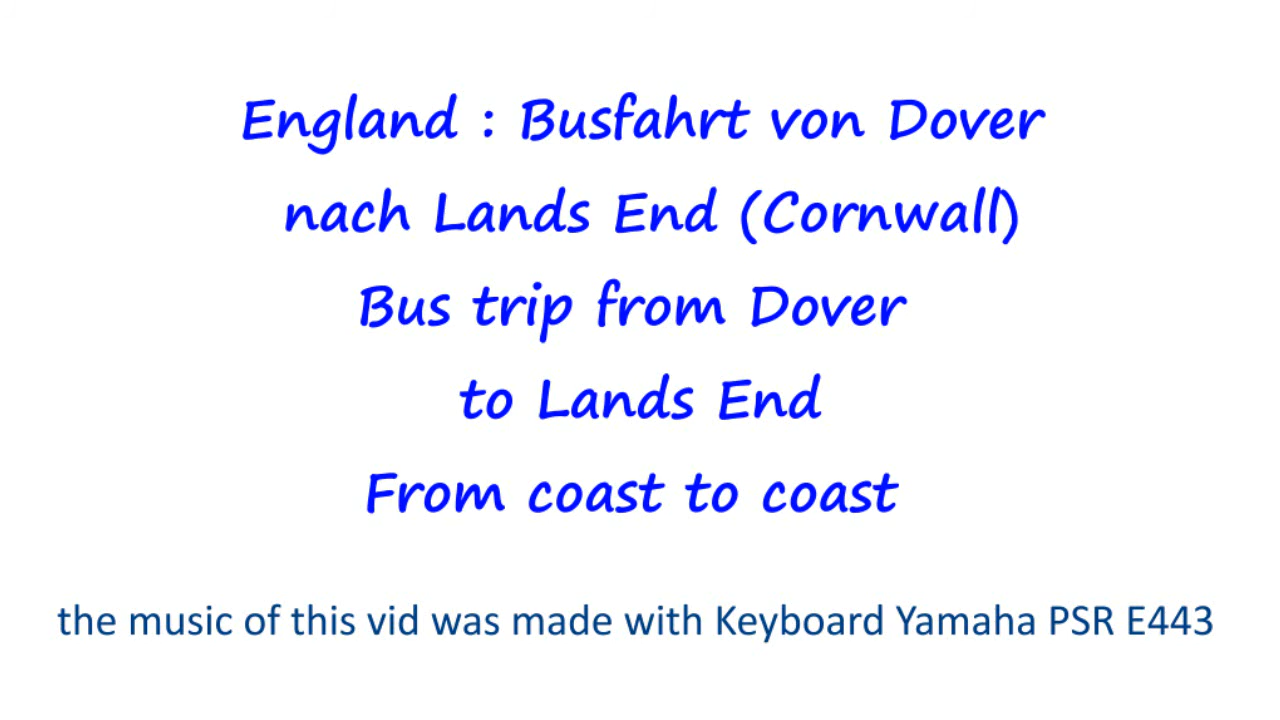 England : Busfahrt von Dover
nach Lands End (Cornwall)
Bus trip from Dover
to Lands End
From coast to coast
the music of this vid was made with Keyboard Yamaha PSR E443